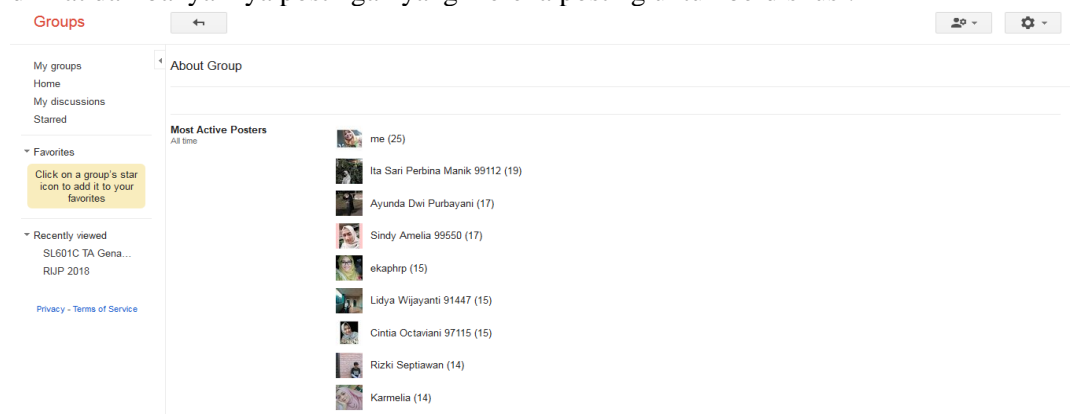 Groups
My groups
Home
My discussions
Starred
Favorites
Click on a group's star
icon to add it to your
favorites
Recently viewed
SL601C TA Gena...
RIJP 2018
Privacy - Terms of Service
About Group
Most Active Posters
All time
me (25)
Ita Sari Perbina Manik 99112 (19)
Ayunda Dwi Purbayani (17)
Sindy Amelia 99550 (17)
ekaphrp (15)
Lidya Wijayanti 91447 (15)
Cintia Octaviani 97115 (15)
Rizki Septiawan (14)
Karmelia (14)